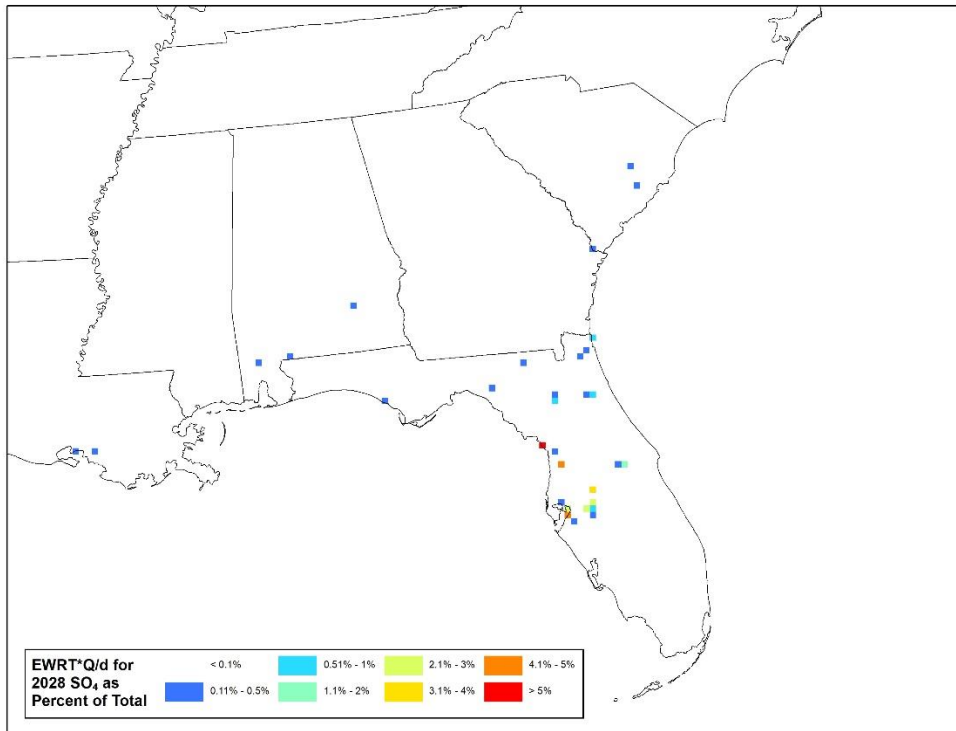 EWRT*Q/d for
2028 SO₄ as
Percent of Total
< 0.1%
0.51% - 1%
2.1% - 3%
4.1% - 5%
0.11% - 0.5%
1.1% - 2%
3.1% - 4%
> 5%